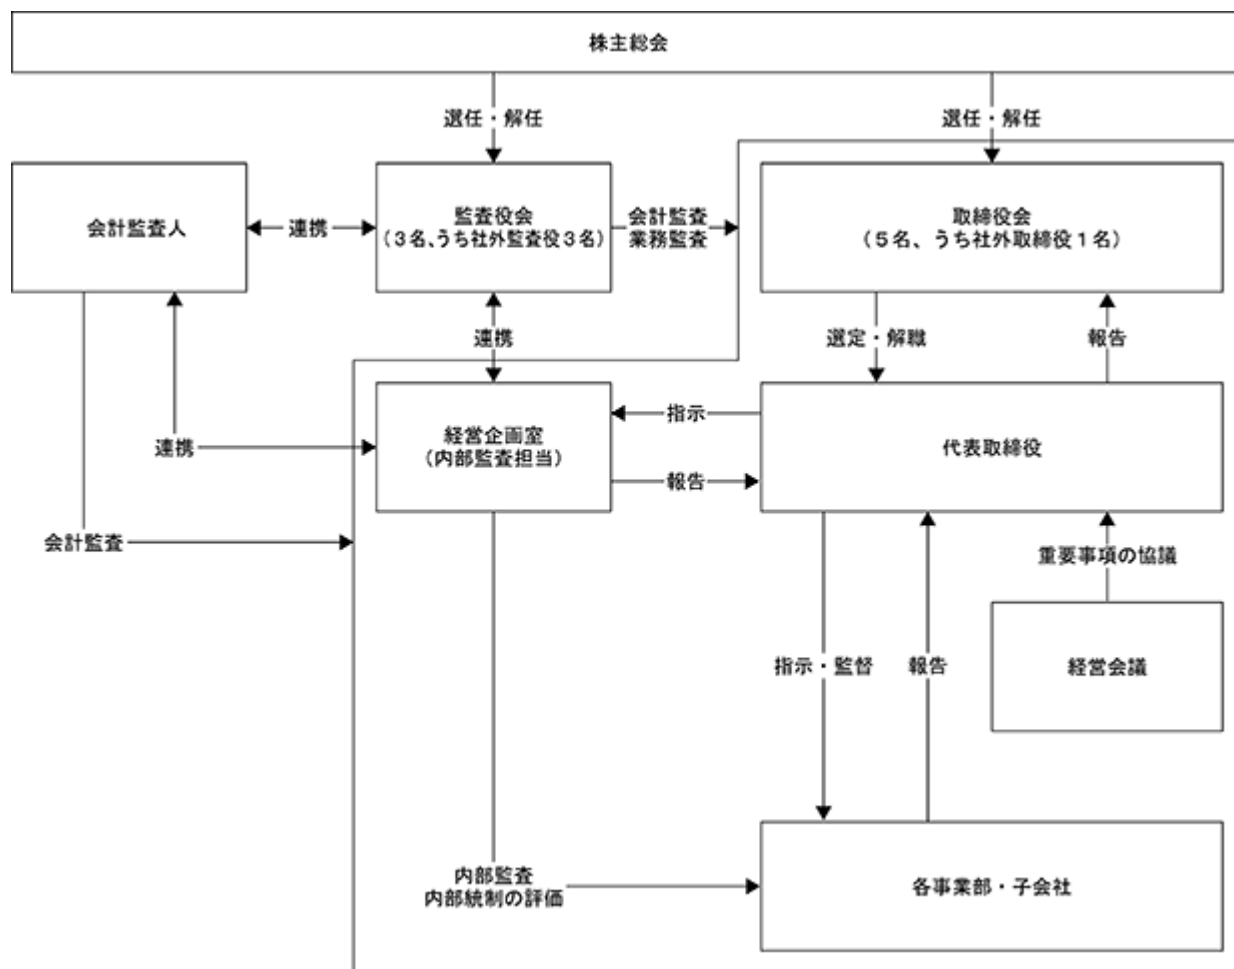 株主総会
選任・解任
選任・解任
会計監査人
連携
監査役会
(３名､うち社外監査役３名)
会計監査
業務監査
取締役会
(５名、うち社外取締役１名)
連携
選定・解職
報告
連携
経営企画室
(内部監査担当)
指示
報告
代表取締役
会計監査
重要事項の協議
経営会議
指示・監督
報告
内部監査
内部統制の評価
各事業部・子会社